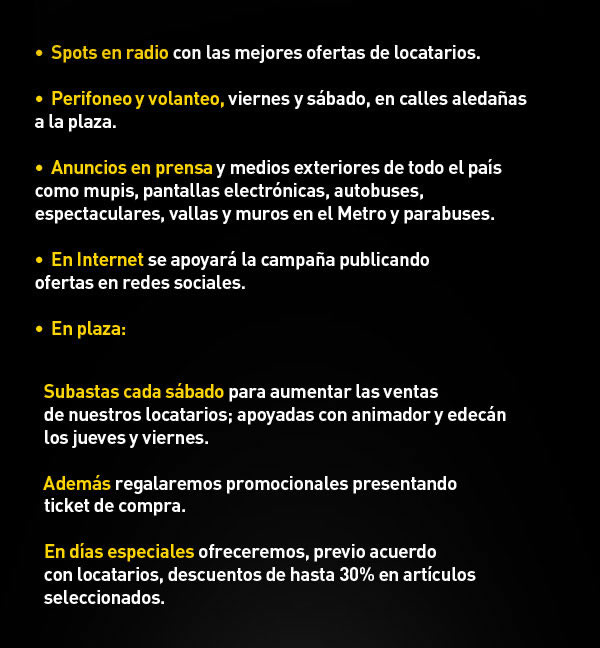 • Spots en radio con las mejores ofertas de locatarios.
• Perifoneo y volanteo, viernes y sábado, en calles aledañas
a la plaza.
• Anuncios en prensa y medios exteriores de todo el país
como mupis, pantallas electrónicas, autobuses,
espectaculares, vallas y muros en el Metro y parabuses.
• En Internet se apoyará la campaña publicando
ofertas en redes sociales.
• En plaza:
Subastas cada sábado para aumentar las ventas
de nuestros locatarios; apoyadas con animador y edecán
los jueves y viernes.
Además regalaremos promocionales presentando
ticket de compra.
En días especiales ofreceremos, previo acuerdo
con locatarios, descuentos de hasta 30% en artículos
seleccionados.